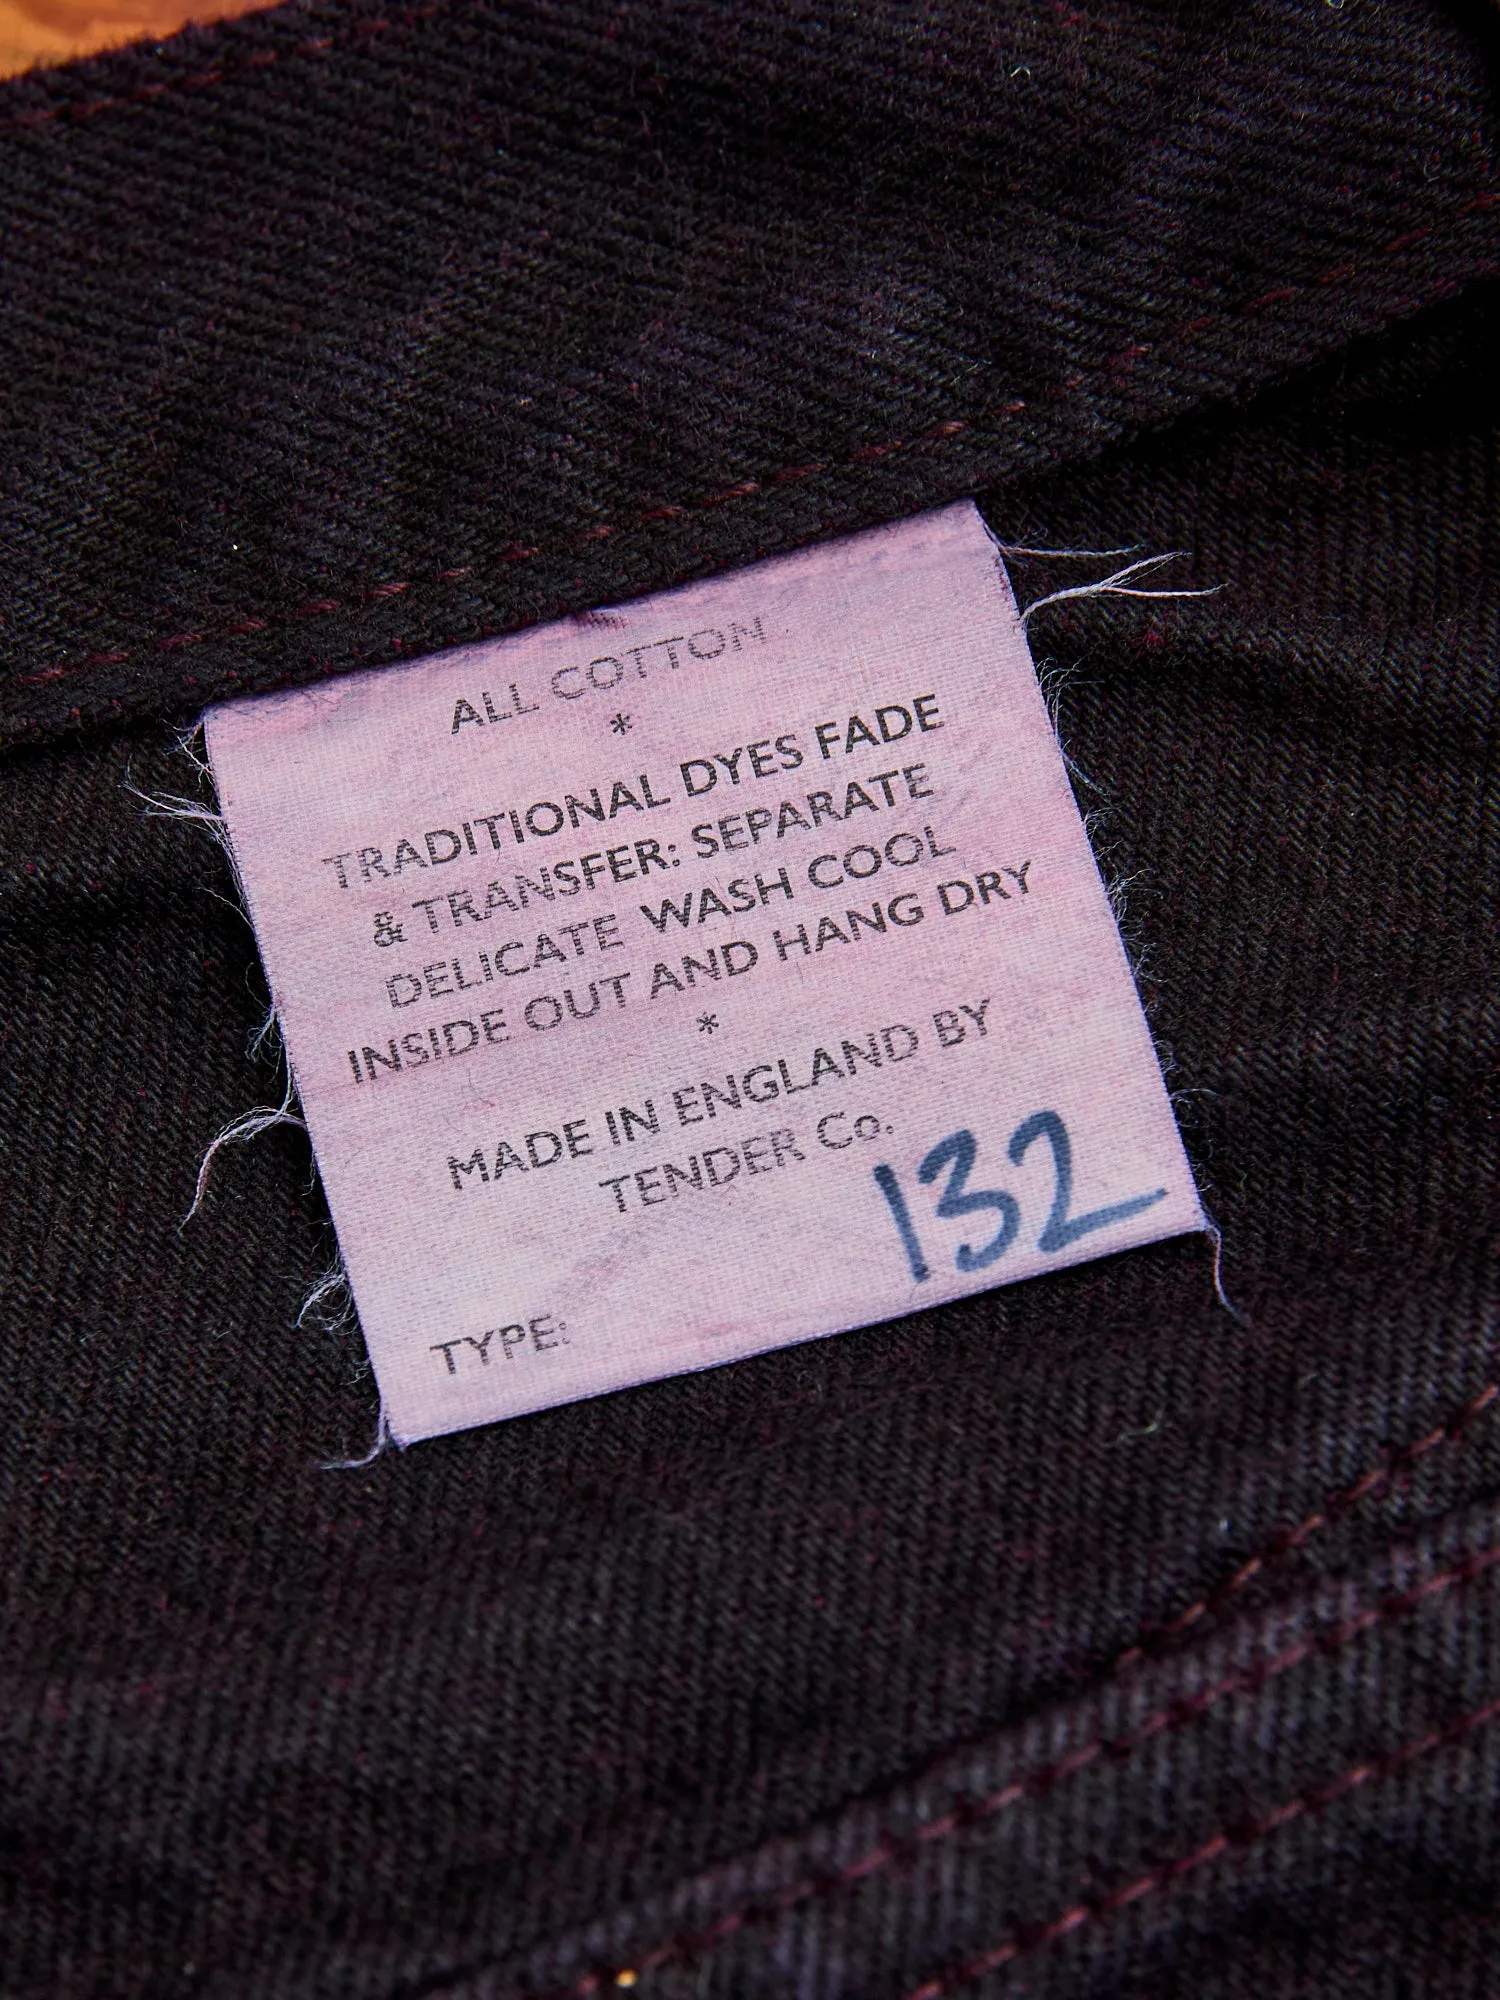 ALL COTTON
*
TRADITIONAL DYES FADE
& TRANSFER: SEPARATE
DELICATE WASH COOL
INSIDE OUT AND HANG DRY
*
MADE IN ENGLAND BY
TENDER Co.
TYPE: 132